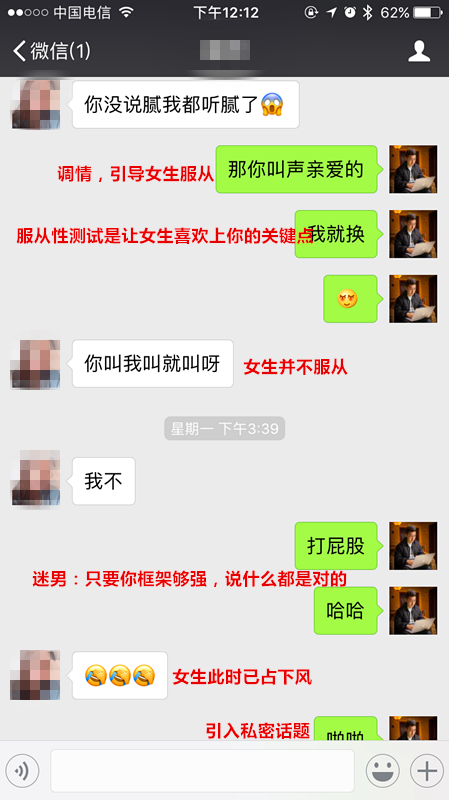 中国电信 下午12:12 62%
微信(1)
你没说腻我都听腻了😱
那你叫声亲爱的
调情，引导女生服从
我就换
服从性测试是让女生喜欢上你的关键点
😍
你叫我叫就叫呀
女生并不服从
星期一 下午3:39
我不
打屁股
迷男：只要你框架够强，说什么都是对的
哈哈
😂😂😂
女生此时已占下风
引入私密话题
啪啪